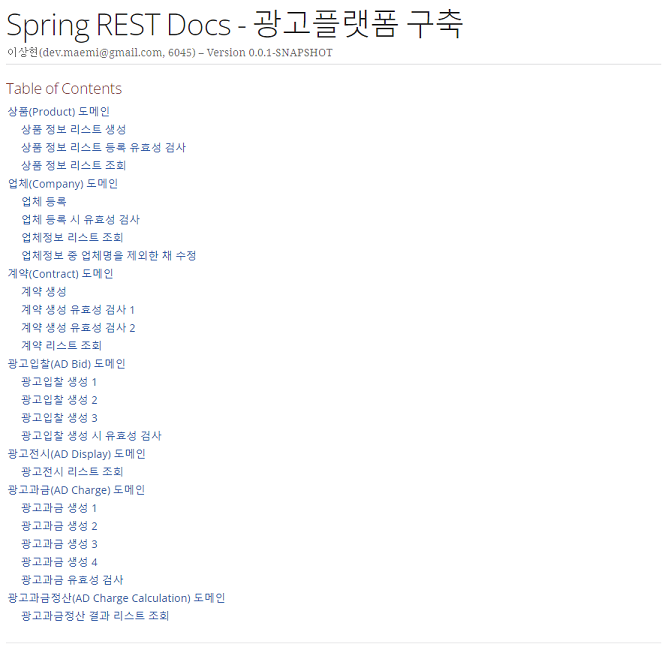 Spring REST Docs - 광고플랫폼 구축
이상현(dev.maemi@gmail.com, 6045) – Version 0.0.1-SNAPSHOT
Table of Contents
상품(Product) 도메인
상품 정보 리스트 생성
상품 정보 리스트 등록 유효성 검사
상품 정보 리스트 조회
업체(Company) 도메인
업체 등록
업체 등록 시 유효성 검사
업체정보 리스트 조회
업체정보 중 업체명을 제외한 채 수정
계약(Contract) 도메인
계약 생성
계약 생성 유효성 검사 1
계약 생성 유효성 검사 2
계약 리스트 조회
광고입찰(AD Bid) 도메인
광고입찰 생성 1
광고입찰 생성 2
광고입찰 생성 3
광고입찰 생성 시 유효성 검사
광고전시(AD Display) 도메인
광고전시 리스트 조회
광고과금(AD Charge) 도메인
광고과금 생성 1
광고과금 생성 2
광고과금 생성 3
광고과금 생성 4
광고과금 유효성 검사
광고과금정산(AD Charge Calculation) 도메인
광고과금정산 결과 리스트 조회